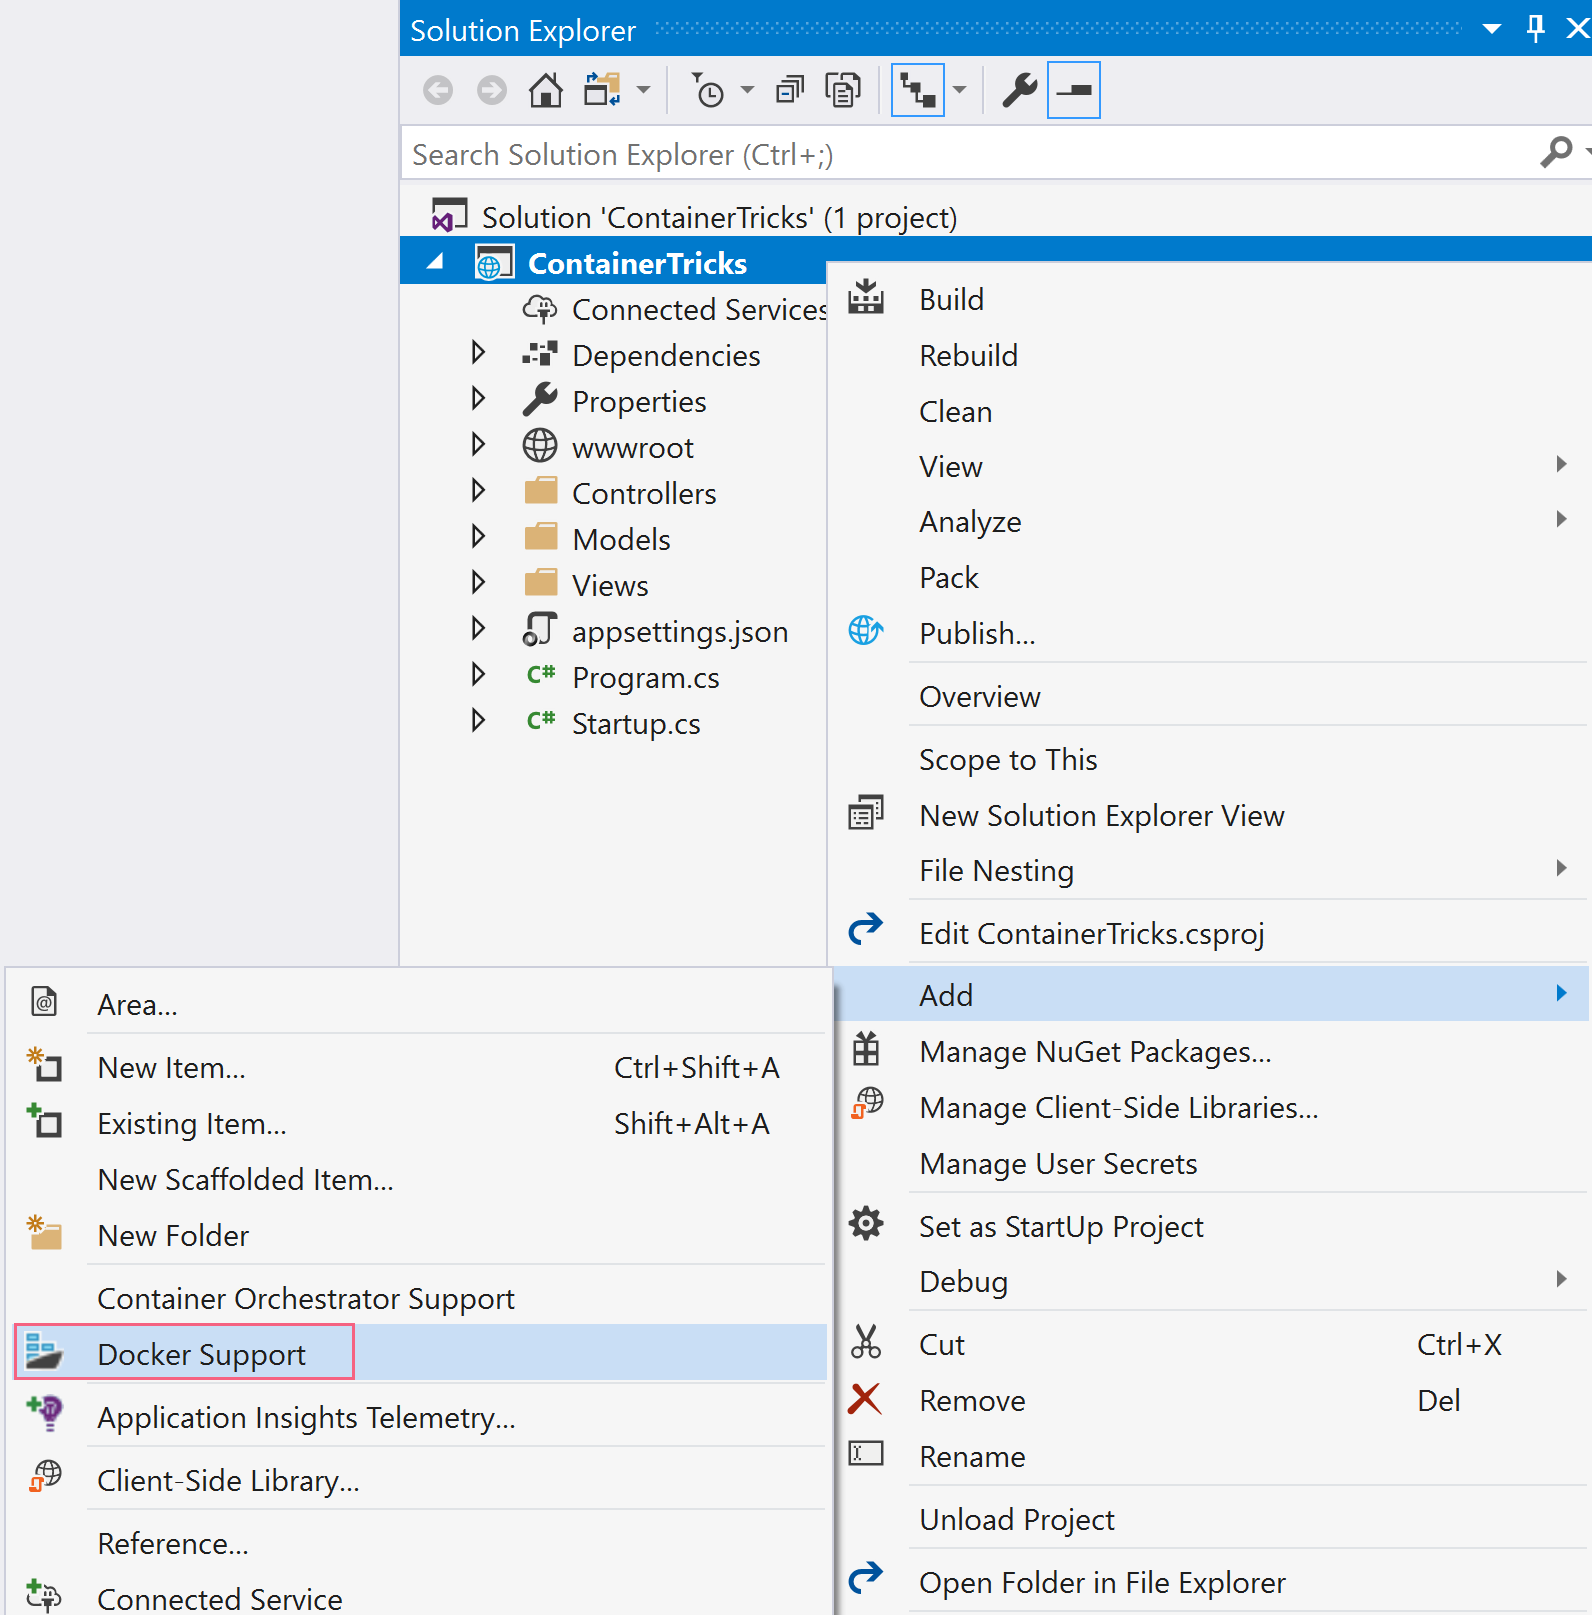 Solution Explorer
Search Solution Explorer (Ctrl+;)
Solution 'ContainerTricks' (1 project)
ContainerTricks
Connected Services
Dependencies
Properties
wwwroot
Controllers
Models
Views
appsettings.json
C# Program.cs
C# Startup.cs
Build
Rebuild
Clean
View
Analyze
Pack
Publish...
Overview
Scope to This
New Solution Explorer View
File Nesting
Edit ContainerTricks.csproj
Add
Manage NuGet Packages...
Manage Client-Side Libraries...
Manage User Secrets
Set as StartUp Project
Debug
Cut Ctrl+X
Remove Del
Rename
Unload Project
Open Folder in File Explorer
Area...
New Item... Ctrl+Shift+A
Existing Item... Shift+Alt+A
New Scaffolded Item...
New Folder
Container Orchestrator Support
Docker Support
Application Insights Telemetry...
Client-Side Library...
Reference...
Connected Service